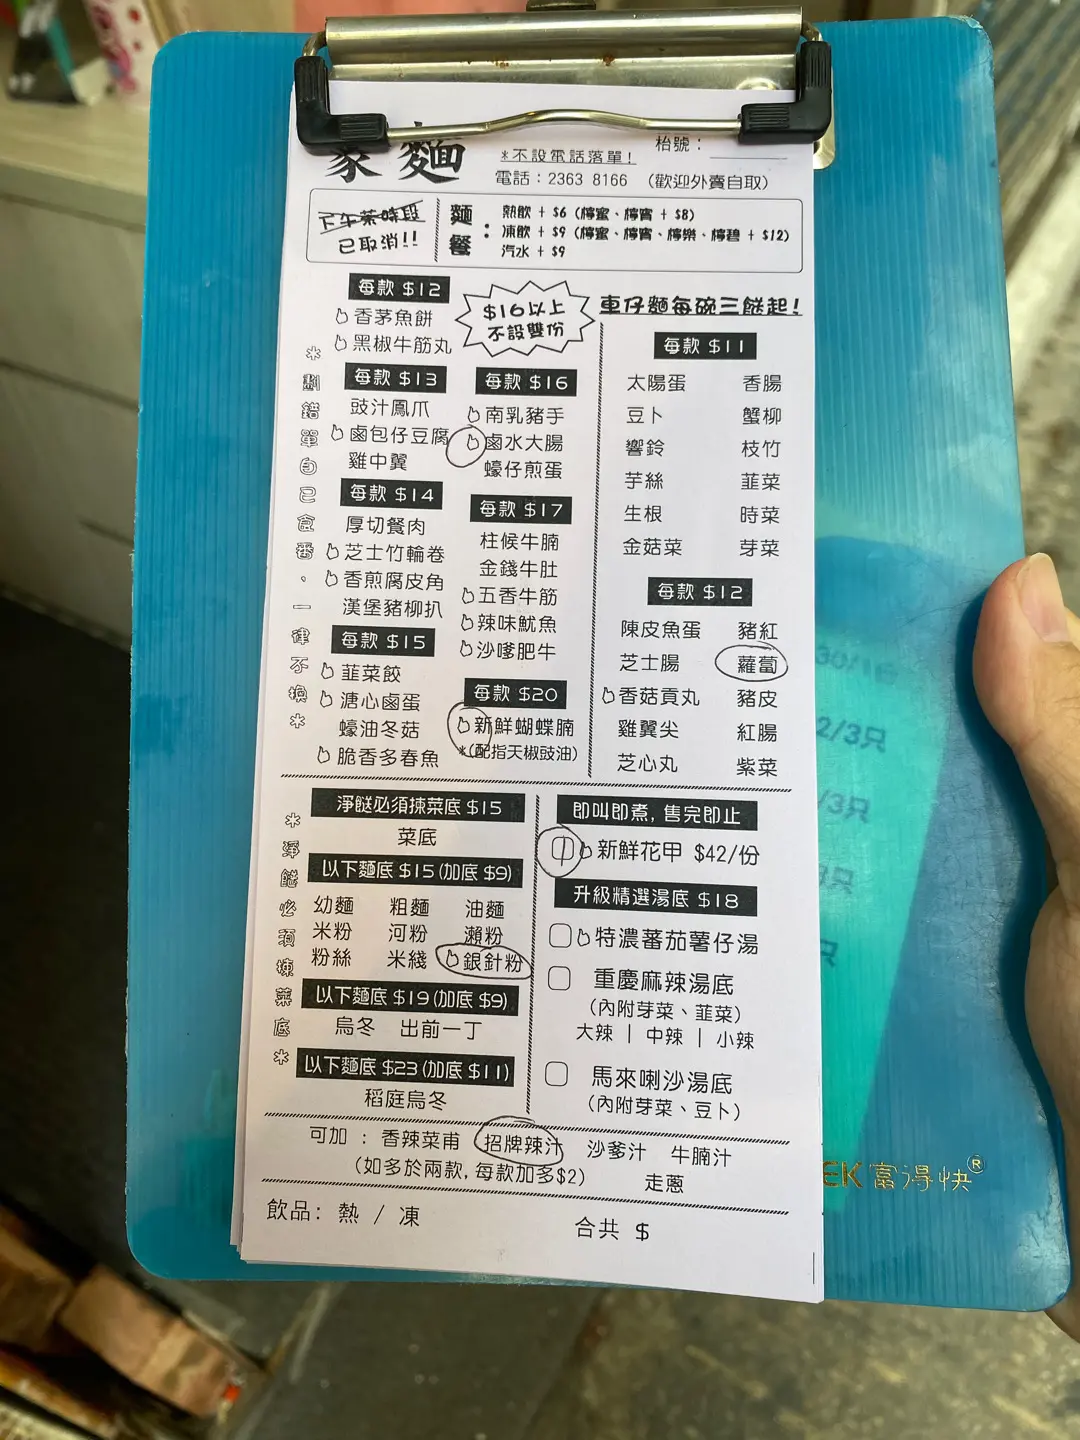 家 麵
*不設電話落單!
枱號：
電話：2363 8166 （歡迎外賣自取）
下午茶時段
已取消!!
麵餐：
熱飲 + $6 (檸蜜、檸賓 + $8)
凍飲 + $9 (檸蜜、檸賓、檸樂、檸碧 + $12)
汽水 + $9
每款 $12
香茅魚餅
黑椒牛筋丸
$16以上
不設雙份
車仔麵每碗三餸起!
*劃錯單自己食番。一律不換*
每款 $13
豉汁鳳爪
鹵包仔豆腐
雞中翼
每款 $14
厚切餐肉
芝士竹輪卷
香煎腐皮角
漢堡豬柳扒
每款 $15
韮菜餃
溏心鹵蛋
蠔油冬菇
脆香多春魚
每款 $16
南乳豬手
鹵水大腸
蠔仔煎蛋
每款 $17
柱候牛腩
金錢牛肚
五香牛筋
辣味魷魚
沙嗲肥牛
每款 $20
新鮮蝴蝶腩
*(配指天椒豉油)
每款 $11
太陽蛋 香腸
豆卜 蟹柳
響鈴 枝竹
芋絲 韮菜
生根 時菜
金菇菜 芽菜
每款 $12
陳皮魚蛋 豬紅
芝士腸 蘿蔔
香菇貢丸 豬皮
雞翼尖 紅腸
芝心丸 紫菜
*淨餸必須揀菜底*
淨餸必須揀菜底 $15
菜底
以下麵底 $15 (加底 $9)
幼麵 粗麵 油麵
米粉 河粉 瀨粉
粉絲 米綫 銀針粉
以下麵底 $19 (加底 $9)
烏冬 出前一丁
以下麵底 $23 (加底 $11)
稻庭烏冬
即叫即煮, 售完即止
新鮮花甲 $42/份
升級精選湯底 $18
特濃蕃茄薯仔湯
重慶麻辣湯底
(內附芽菜、韮菜)
大辣 | 中辣 | 小辣
馬來喇沙湯底
(內附芽菜、豆卜)
可加 : 香辣菜甫 招牌辣汁 沙爹汁 牛腩汁
(如多於兩款, 每款加多$2) 走蔥
飲品: 熱 / 凍
合共 $
2/3只
/3只
只
只
EK 富得快®